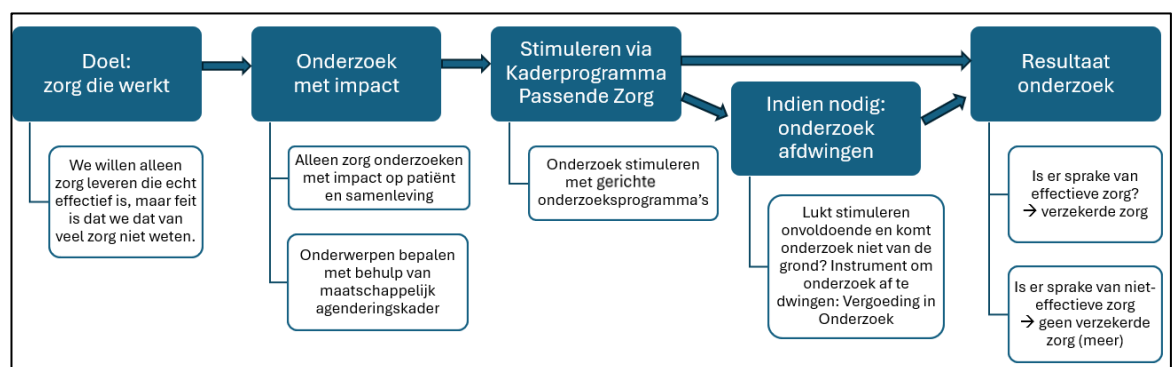 Doel:
zorg die werkt
We willen alleen
zorg leveren die echt
effectief is, maar feit
is dat we dat van
veel zorg niet weten.
Onderzoek
met impact
Alleen zorg onderzoeken
met impact op patiënt
en samenleving
Onderwerpen bepalen
met behulp van
maatschappelijk
agenderingskader
Stimuleren via
Kaderprogramma
Passende Zorg
Onderzoek stimuleren
met gerichte
onderzoeksprogramma's
Indien nodig:
onderzoek
afdwingen
Lukt stimuleren
onvoldoende en komt
onderzoek niet van de
grond? Instrument om
onderzoek af te
dwingen: Vergoeding in
Onderzoek
Resultaat
onderzoek
Is er sprake van
effectieve zorg?
→ verzekerde zorg
Is er sprake van niet-
effectieve zorg
→ geen verzekerde
zorg (meer)